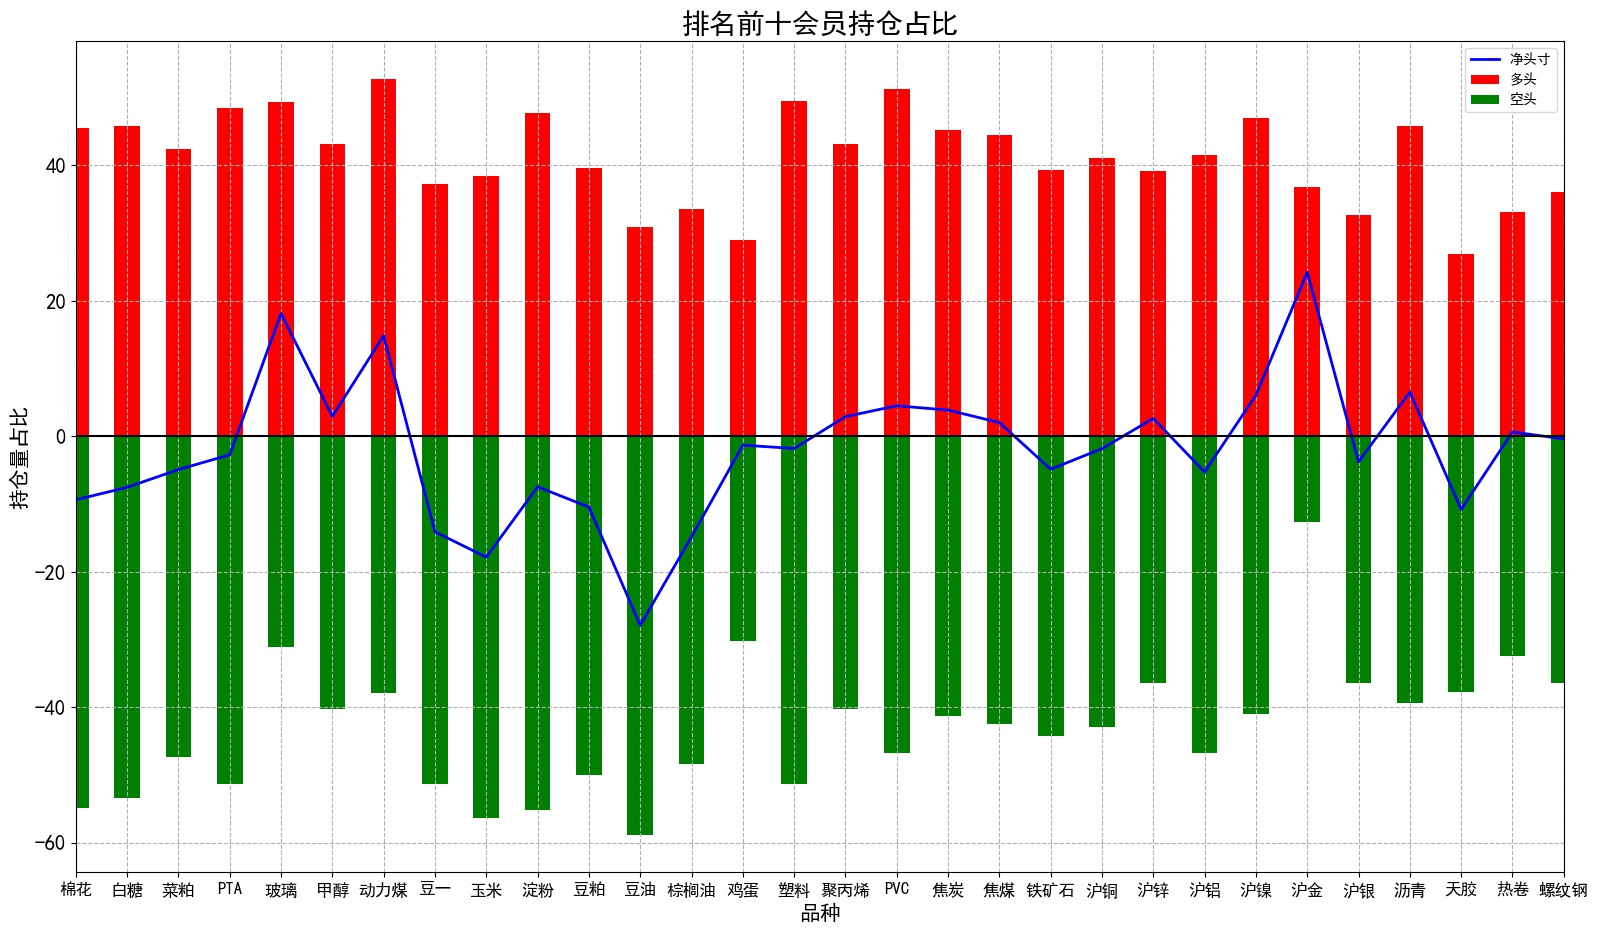 排名前十会员持仓占比
净头寸
多头
空头
持仓量占比
40
20
0
−20
−40
−60
棉花 白糖 菜粕 PTA 玻璃 甲醇 动力煤 豆一 玉米 淀粉 豆粕 豆油 棕榈油 鸡蛋 塑料 聚丙烯 PVC 焦炭 焦煤 铁矿石 沪铜 沪锌 沪铝 沪镍 沪金 沪银 沥青 天胶 热卷 螺纹钢
品种